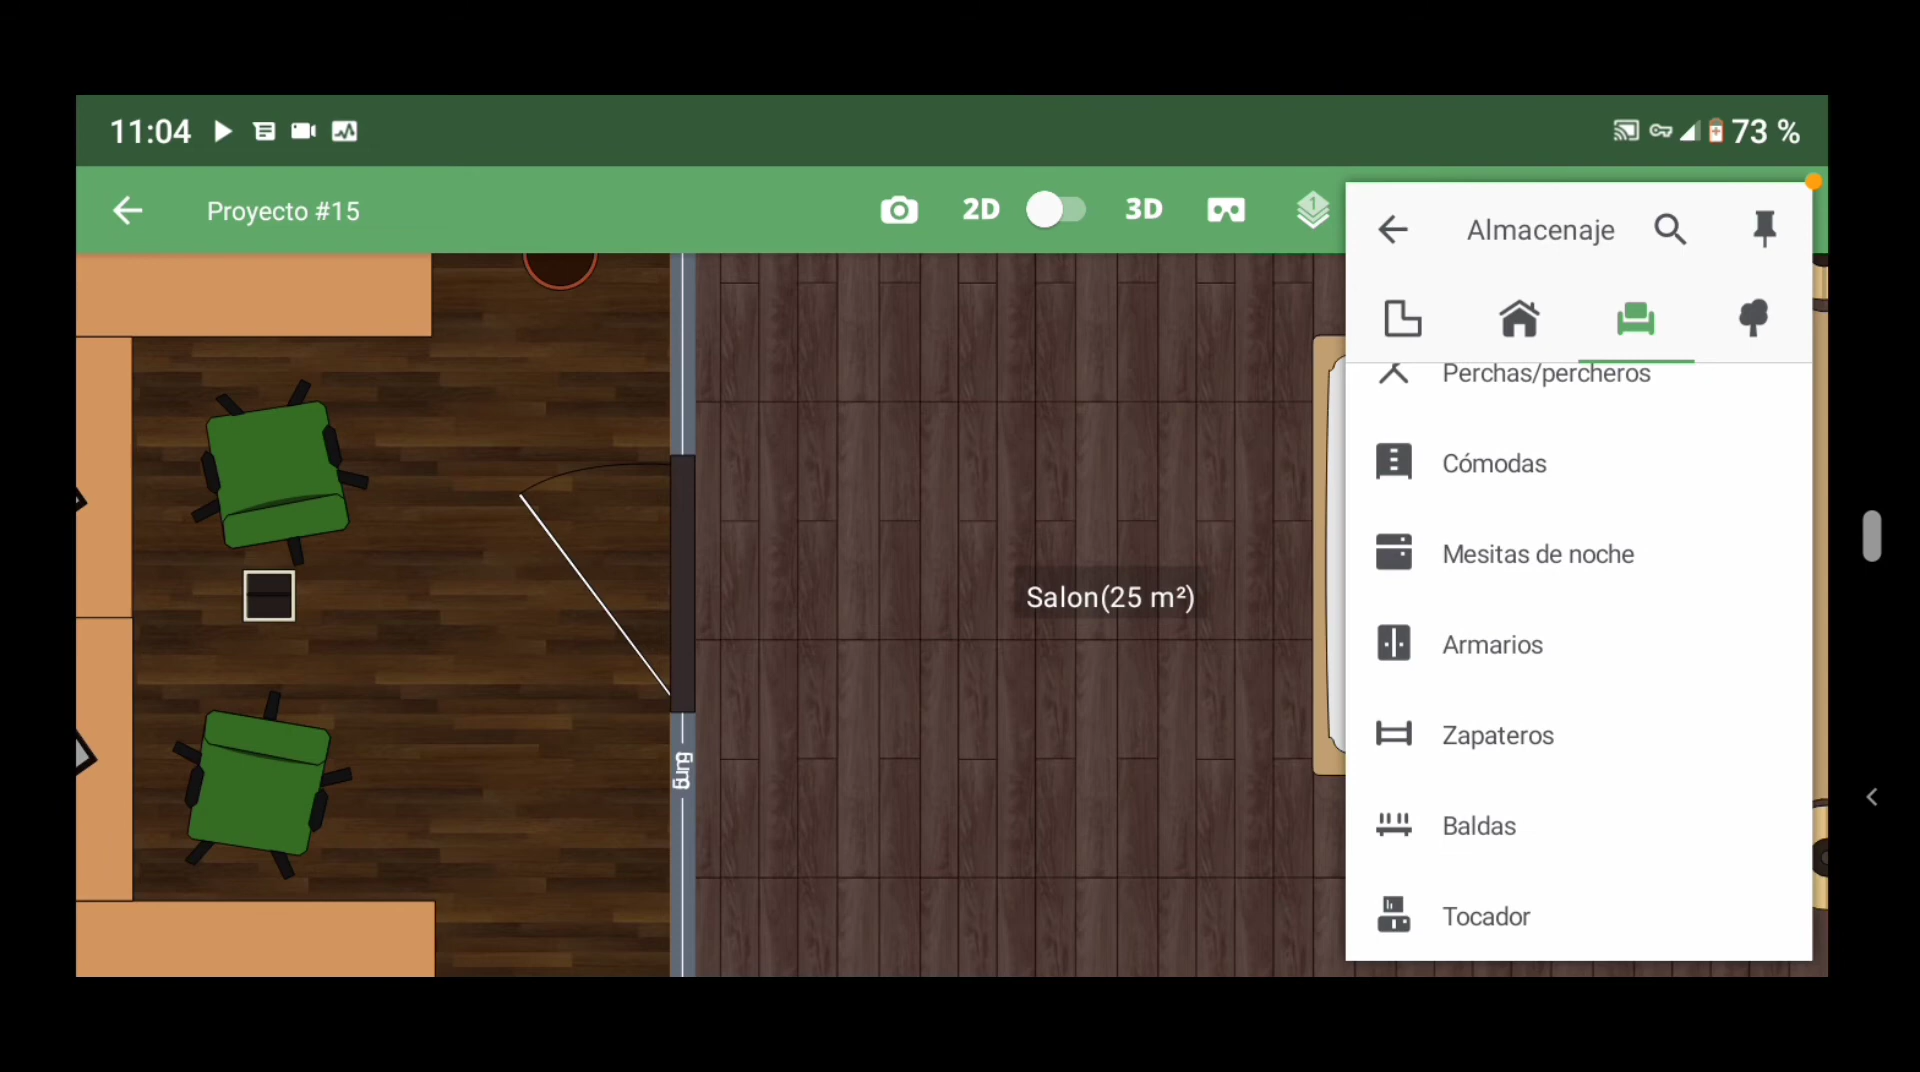 11:04
73 %
Proyecto #15
2D
3D
1
Almacenaje
Perchas/percheros
Cómodas
Mesitas de noche
Armarios
Zapateros
Baldas
Tocador
Salon(25 m²)